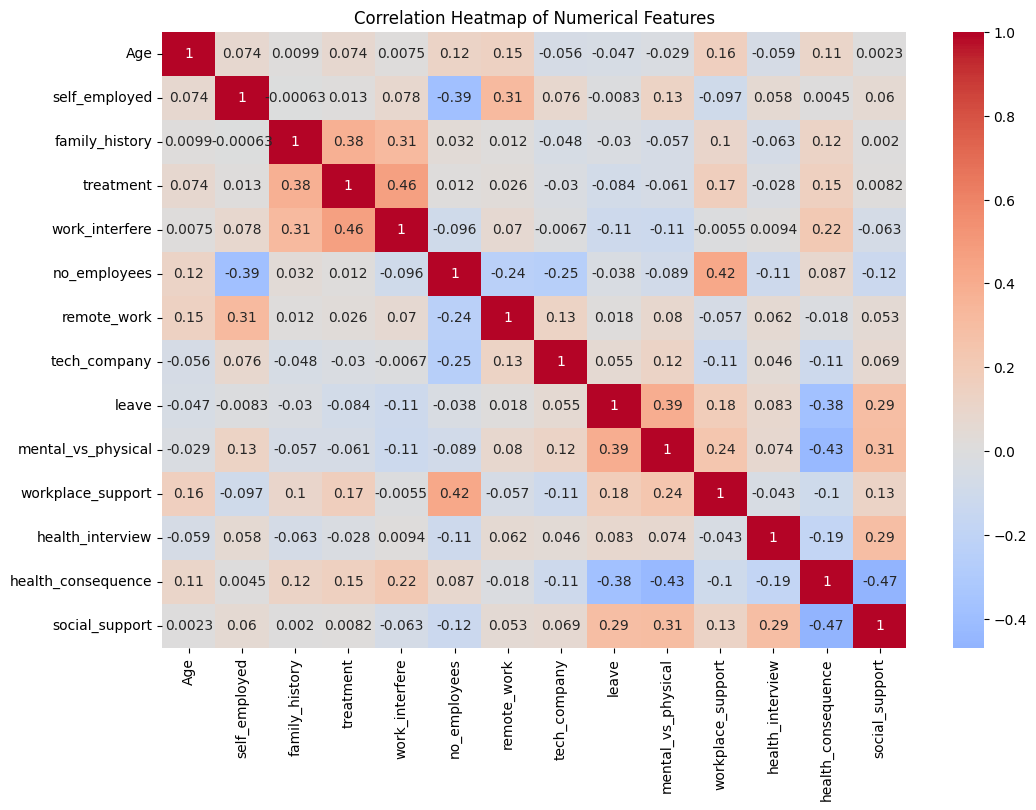 Correlation Heatmap of Numerical Features
Age 1 0.074 0.0099 0.074 0.0075 0.12 0.15 -0.056 -0.047 -0.029 0.16 -0.059 0.11 0.0023
self_employed 0.074 1 -0.00063 0.013 0.078 -0.39 0.31 0.076 -0.0083 0.13 -0.097 0.058 0.0045 0.06
family_history 0.0099 -0.00063 1 0.38 0.31 0.032 0.012 -0.048 -0.03 -0.057 0.1 -0.063 0.12 0.002
treatment 0.074 0.013 0.38 1 0.46 0.012 0.026 -0.03 -0.084 -0.061 0.17 -0.028 0.15 0.0082
work_interfere 0.0075 0.078 0.31 0.46 1 -0.096 0.07 -0.0067 -0.11 -0.11 -0.0055 0.0094 0.22 -0.063
no_employees 0.12 -0.39 0.032 0.012 -0.096 1 -0.24 -0.25 -0.038 -0.089 0.42 -0.11 0.087 -0.12
remote_work 0.15 0.31 0.012 0.026 0.07 -0.24 1 0.13 0.018 0.08 -0.057 0.062 -0.018 0.053
tech_company -0.056 0.076 -0.048 -0.03 -0.0067 -0.25 0.13 1 0.055 0.12 -0.11 0.046 -0.11 0.069
leave -0.047 -0.0083 -0.03 -0.084 -0.11 -0.038 0.018 0.055 1 0.39 0.18 0.083 -0.38 0.29
mental_vs_physical -0.029 0.13 -0.057 -0.061 -0.11 -0.089 0.08 0.12 0.39 1 0.24 0.074 -0.43 0.31
workplace_support 0.16 -0.097 0.1 0.17 -0.0055 0.42 -0.057 -0.11 0.18 0.24 1 -0.043 -0.1 0.13
health_interview -0.059 0.058 -0.063 -0.028 0.0094 -0.11 0.062 0.046 0.083 0.074 -0.043 1 -0.19 0.29
health_consequence 0.11 0.0045 0.12 0.15 0.22 0.087 -0.018 -0.11 -0.38 -0.43 -0.1 -0.19 1 -0.47
social_support 0.0023 0.06 0.002 0.0082 -0.063 -0.12 0.053 0.069 0.29 0.31 0.13 0.29 -0.47 1
Age
self_employed
family_history
treatment
work_interfere
no_employees
remote_work
tech_company
leave
mental_vs_physical
workplace_support
health_interview
health_consequence
social_support
1.0
0.8
0.6
0.4
0.2
0.0
−0.2
−0.4